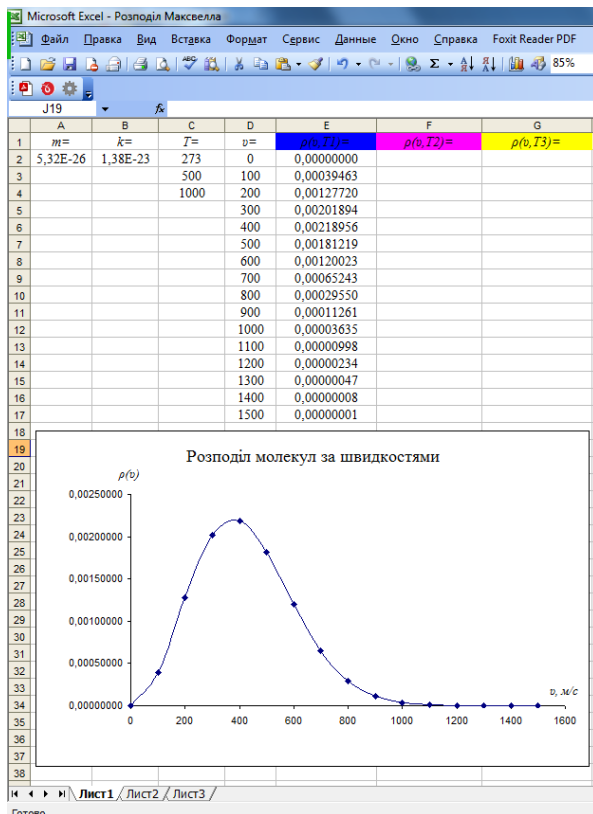 Microsoft Excel - Розподіл Максвелла
Файл Правка Вид Вставка Формат Сервис Данные Окно Справка Foxit Reader PDF
85%
J19 fx
A B C D E F G
1 m= k= T= υ= ρ(υ,T1)= ρ(υ,T2)= ρ(υ,T3)=
2 5,32E-26 1,38E-23 273 0 0,00000000
3 500 100 0,00039463
4 1000 200 0,00127720
5 300 0,00201894
6 400 0,00218956
7 500 0,00181219
8 600 0,00120023
9 700 0,00065243
10 800 0,00029550
11 900 0,00011261
12 1000 0,00003635
13 1100 0,00000998
14 1200 0,00000234
15 1300 0,00000047
16 1400 0,00000008
17 1500 0,00000001
18
19
20
21
22
23
24
25
26
27
28
29
30
31
32
33
34
35
36
37
38
Розподіл молекул за швидкостями
ρ(υ)
0,00250000
0,00200000
0,00150000
0,00100000
0,00050000
0,00000000
υ, м/с
0 200 400 600 800 1000 1200 1400 1600
Лист1 Лист2 Лист3
Готово